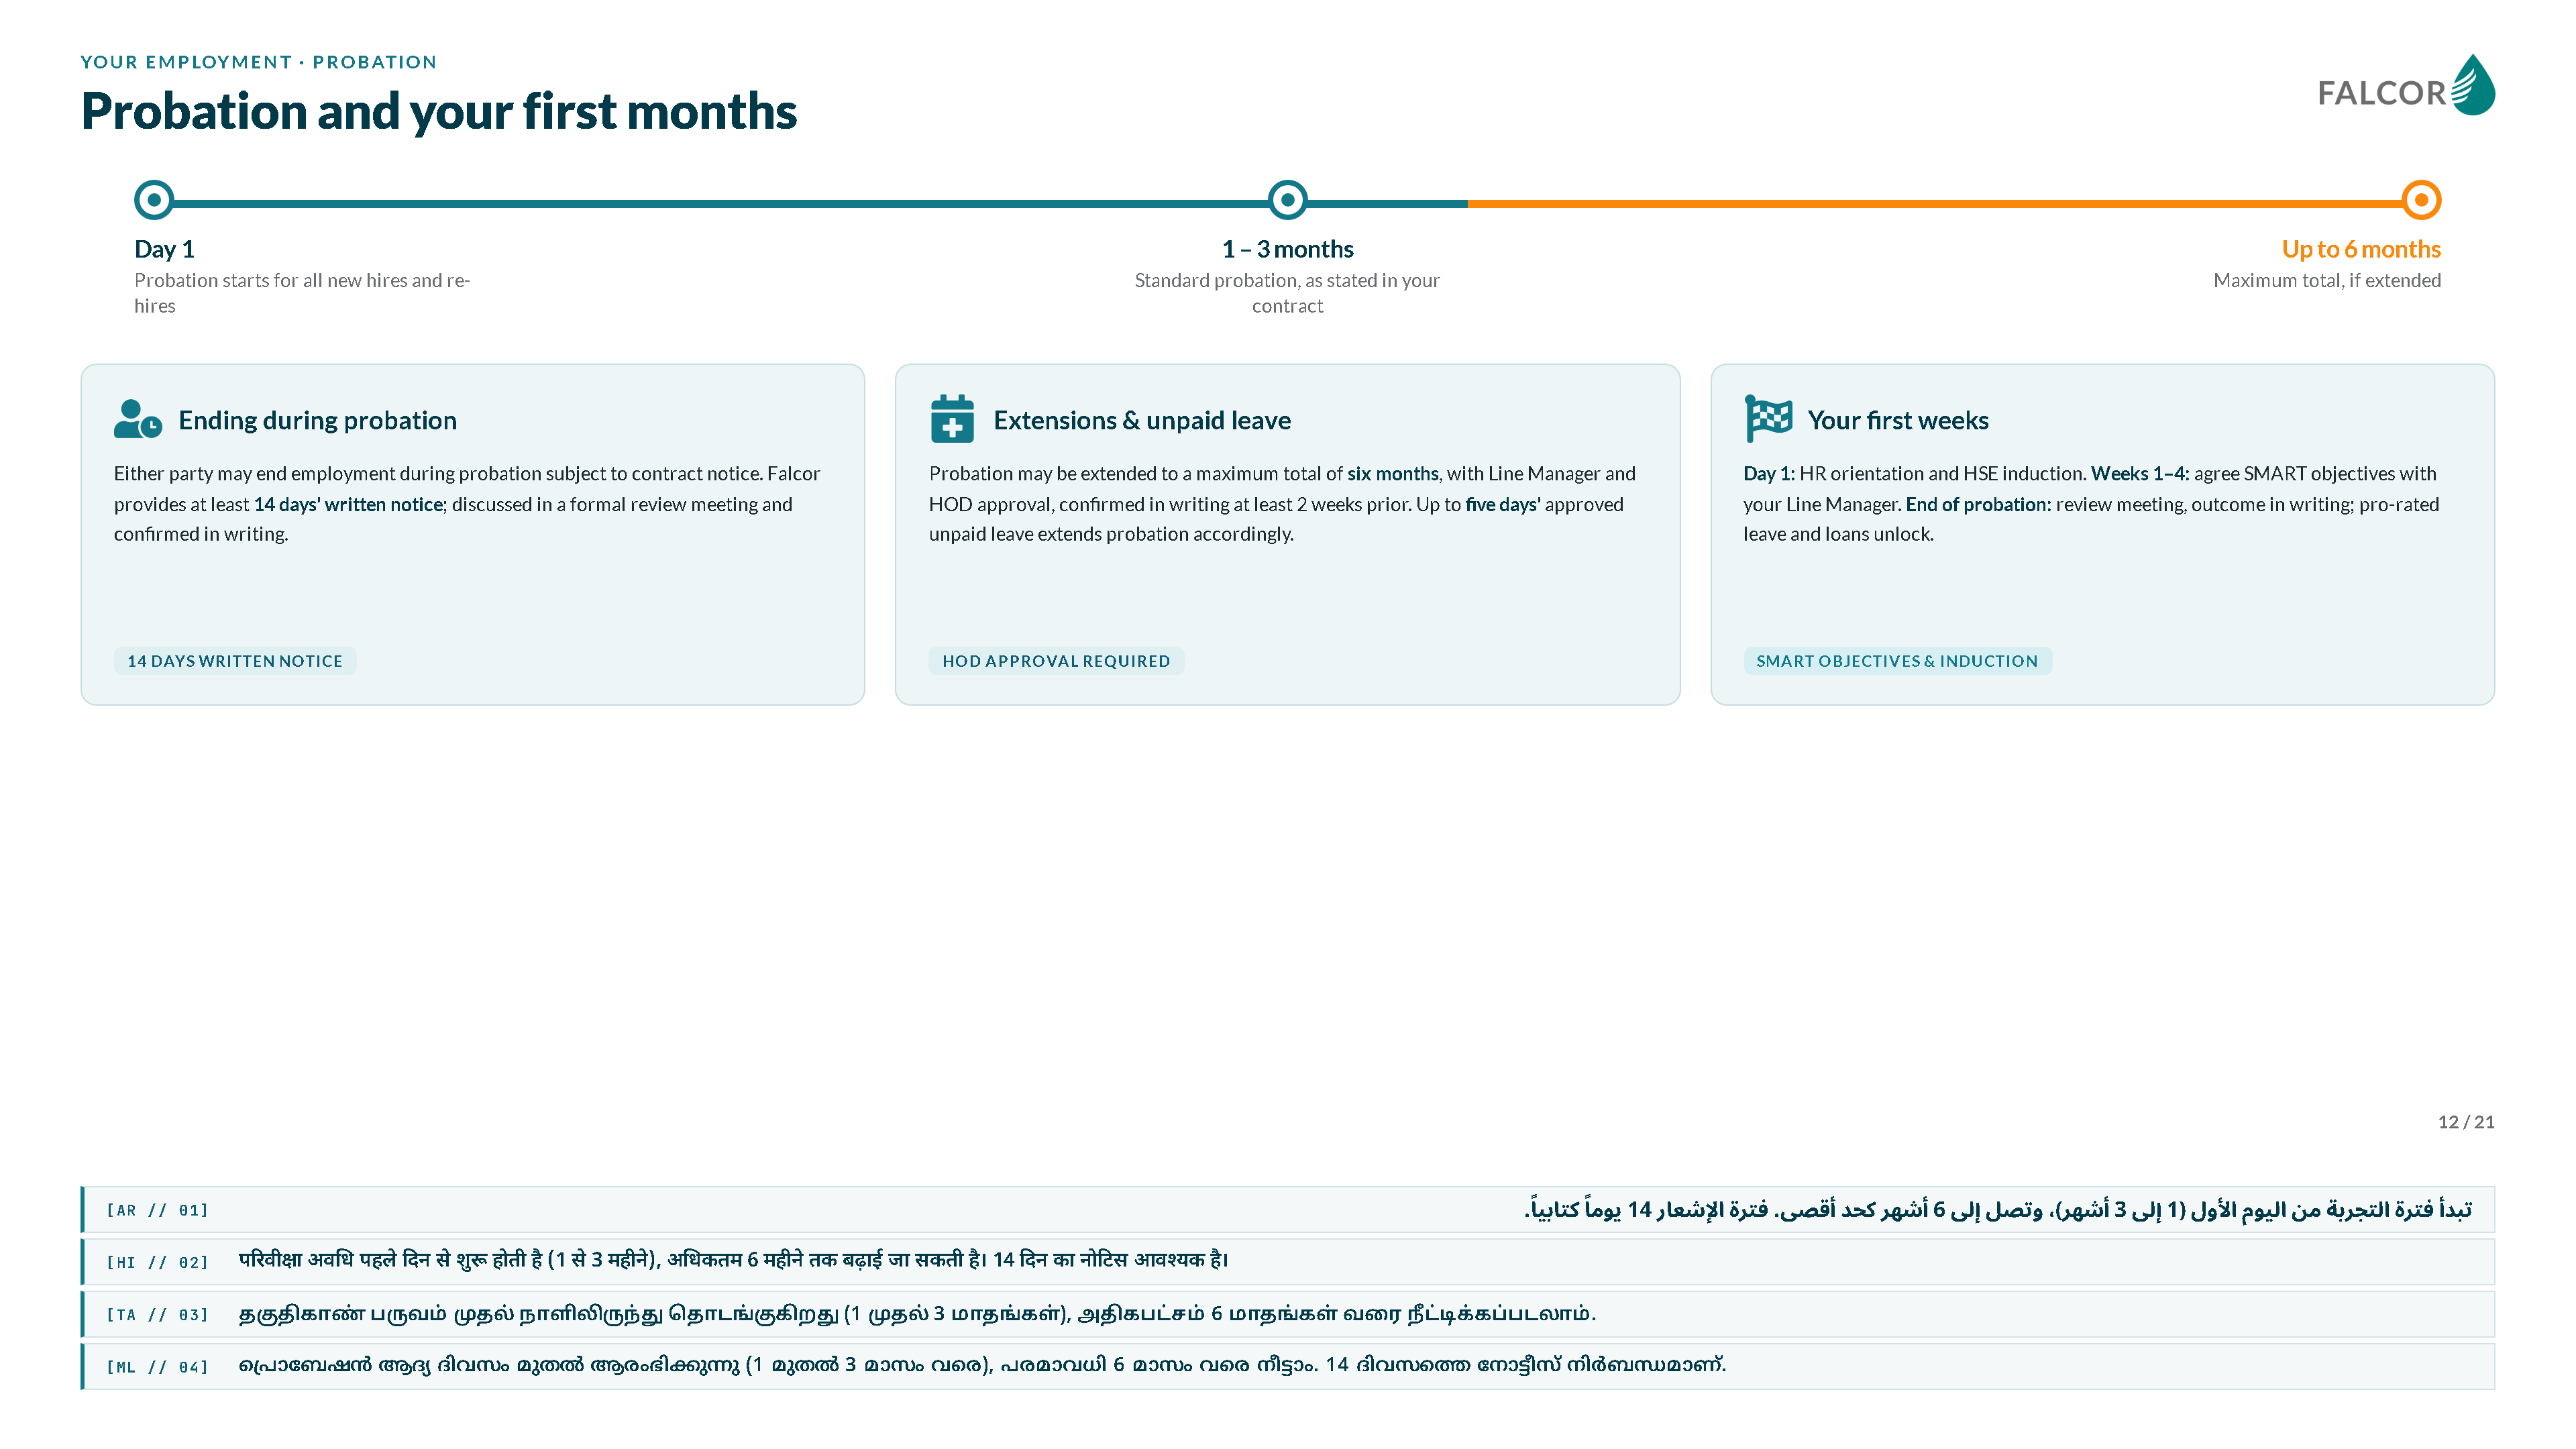 YOUR EMPLOYMENT · PROBATION
Probation and your first months
FALCOR
Day 1
Probation starts for all new hires and re-
hires
1 – 3 months
Standard probation, as stated in your
contract
Up to 6 months
Maximum total, if extended
Ending during probation
Either party may end employment during probation subject to contract notice. Falcor
provides at least 14 days' written notice; discussed in a formal review meeting and
confirmed in writing.
14 DAYS WRITTEN NOTICE
Extensions & unpaid leave
Probation may be extended to a maximum total of six months, with Line Manager and
HOD approval, confirmed in writing at least 2 weeks prior. Up to five days' approved
unpaid leave extends probation accordingly.
HOD APPROVAL REQUIRED
Your first weeks
Day 1: HR orientation and HSE induction. Weeks 1–4: agree SMART objectives with
your Line Manager. End of probation: review meeting, outcome in writing; pro-rated
leave and loans unlock.
SMART OBJECTIVES & INDUCTION
12 / 21
[AR // 01] تبدأ فترة التجربة من اليوم الأول (1 إلى 3 أشهر)، وتصل إلى 6 أشهر كحد أقصى. فترة الإشعار 14 يوماً كتابياً.
[HI // 02] परिवीक्षा अवधि पहले दिन से शुरू होती है (1 से 3 महीने), अधिकतम 6 महीने तक बढ़ाई जा सकती है। 14 दिन का नोटिस आवश्यक है।
[TA // 03] தகுதிகாண் பருவம் முதல் நாளிலிருந்து தொடங்குகிறது (1 முதல் 3 மாதங்கள்), அதிகபட்சம் 6 மாதங்கள் வரை நீட்டிக்கப்படலாம்.
[ML // 04] പ്രൊബേഷൻ ആദ്യ ദിവസം മുതൽ ആരംഭിക്കുന്നു (1 മുതൽ 3 മാസം വരെ), പരമാവധി 6 മാസം വരെ നീട്ടാം. 14 ദിവസത്തെ നോട്ടീസ് നിർബന്ധമാണ്.